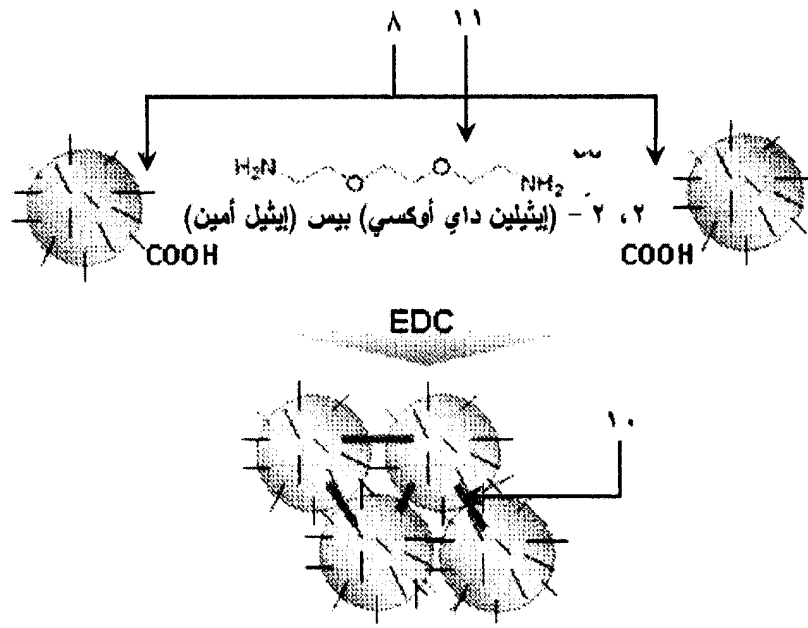 ٨ ١١
H₂N O O NH₂
٢، ٢َ - (إيثيلين داي أوكسي) بيس (إيثيل أمين)
COOH COOH
EDC
١٠